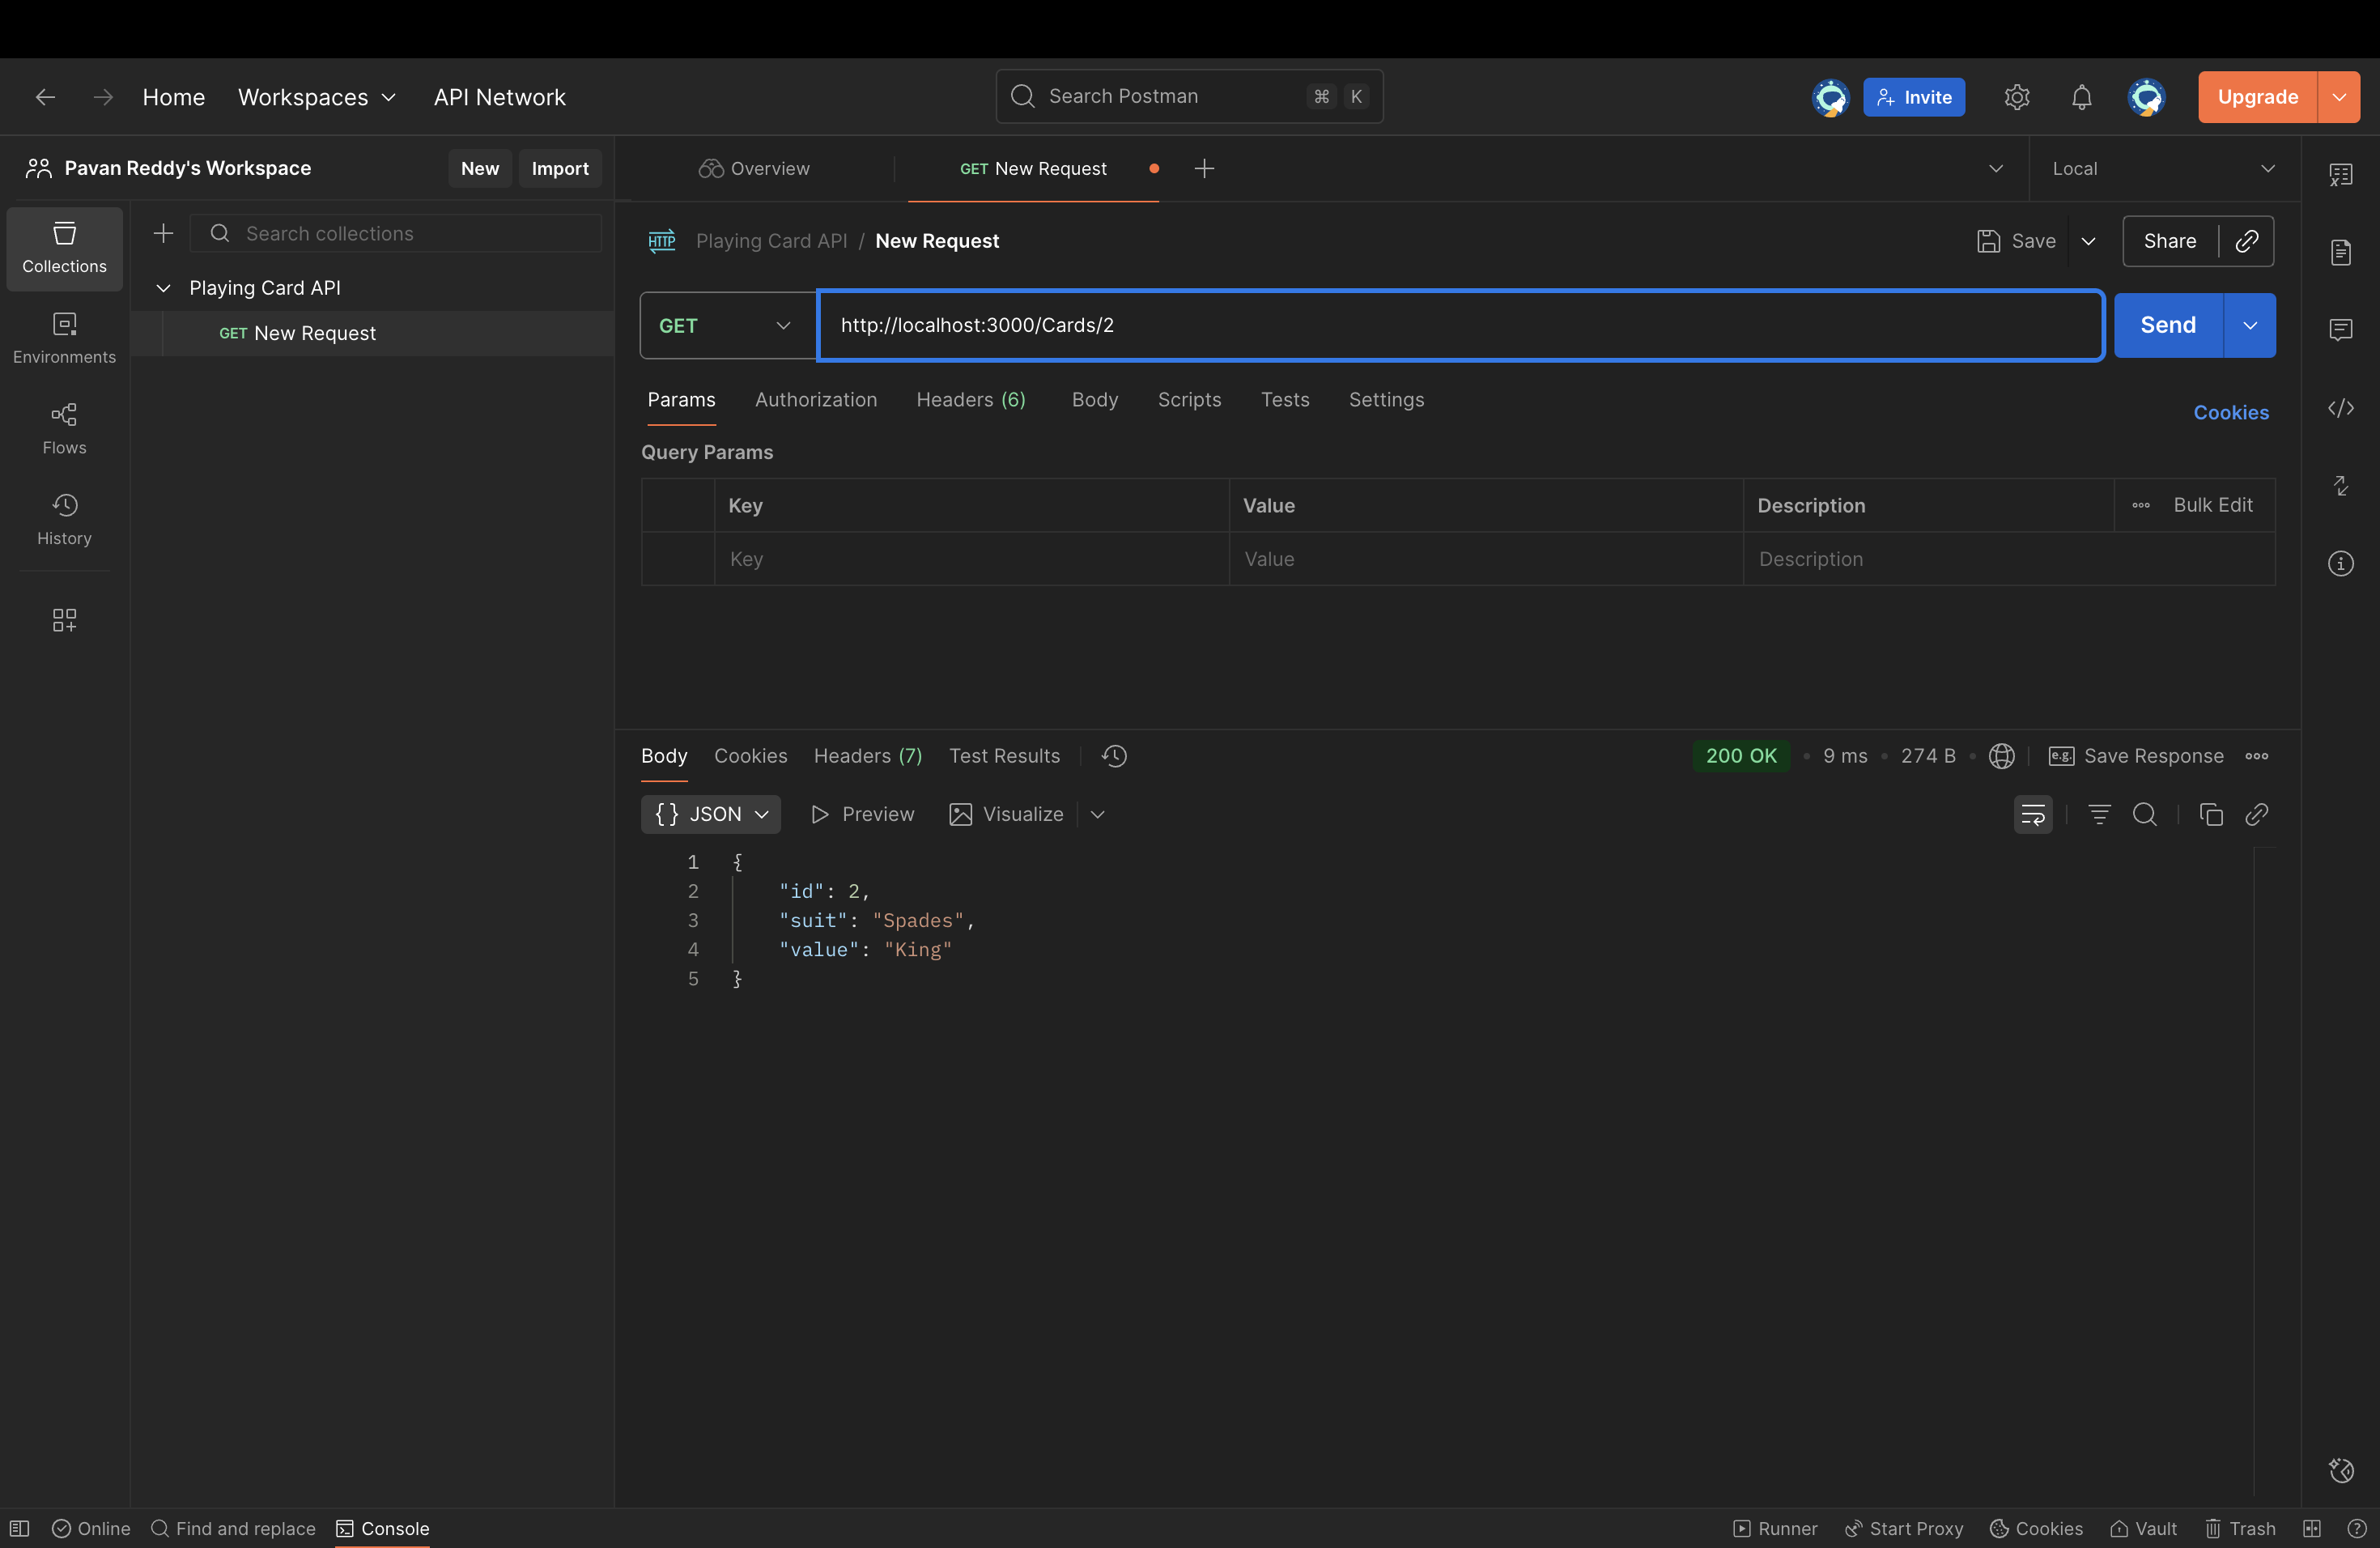 Home Workspaces API Network Search Postman ⌘ K Invite Upgrade
Pavan Reddy's Workspace New Import Overview GET New Request Local
Collections
Search collections
Playing Card API
GET New Request
Environments
Flows
History
HTTP Playing Card API / New Request Save Share
GET http://localhost:3000/Cards/2 Send
Params Authorization Headers (6) Body Scripts Tests Settings Cookies
Query Params
Key Value Description Bulk Edit
Key Value Description
Body Cookies Headers (7) Test Results 200 OK • 9 ms • 274 B • e.g. Save Response
{} JSON Preview Visualize
1 {
2 "id": 2,
3 "suit": "Spades",
4 "value": "King"
5 }
Online Find and replace Console Runner Start Proxy Cookies Vault Trash